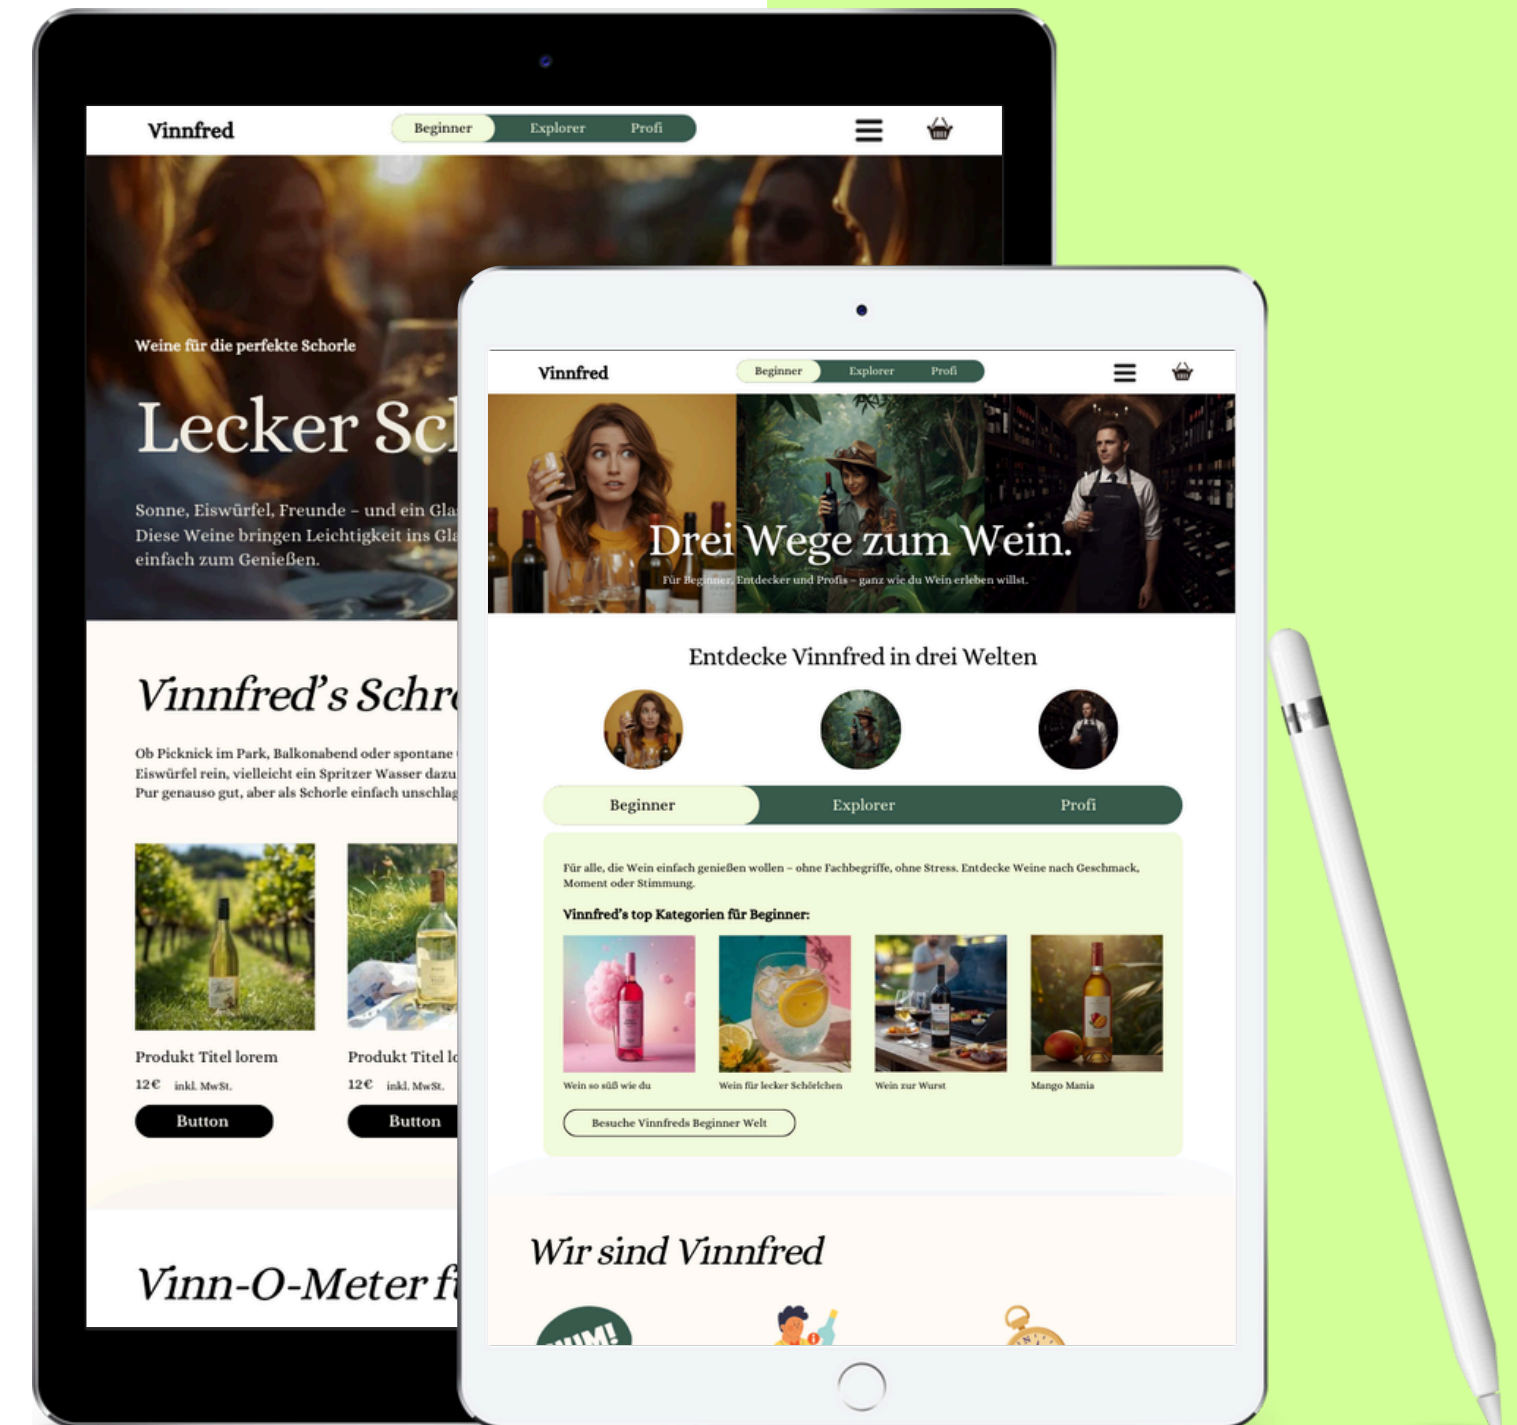 Vinnfred
Beginner Explorer Profi
Weine für die perfekte Schorle
Lecker
Sonne, Eiswürfel, Freunde – und ein
Diese Weine bringen Leichtigkeit ins
einfach zum Genießen.
Vinnfred's
Ob Picknick im Park, Balkonabend oder spontane
Eiswürfel rein, vielleicht ein Spritzer Wasser dazu
Pur genauso gut, aber als Schorle einfach
Produkt Titel lorem
12€ inkl. MwSt.
Button
Produkt Titel
12€ inkl. MwSt.
Button
Vinn-O-Meter
Vinnfred
Beginner Explorer Profi
Drei Wege zum Wein.
Für Beginner, Entdecker und Profis – ganz wie du Wein erleben willst.
Entdecke Vinnfred in drei Welten
Beginner Explorer Profi
Für alle, die Wein einfach genießen wollen – ohne Fachbegriffe, ohne Stress. Entdecke Weine nach Geschmack,
Moment oder Stimmung.
Vinnfred's top Kategorien für Beginner:
Wein so süß wie du
Wein für lecker Schörlchen
Wein zur Wurst
Mango Mania
Besuche Vinnfreds Beginner Welt
Wir sind Vinnfred